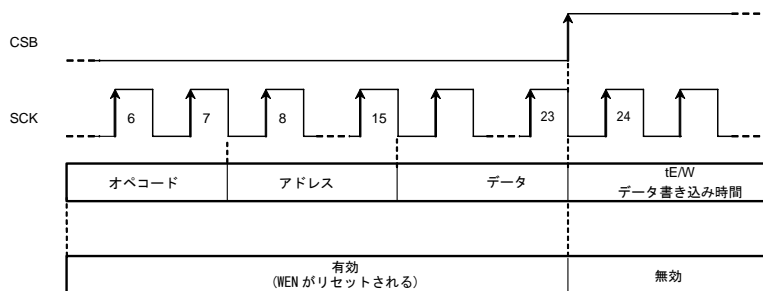 CSB
SCK
6 7 8 15 23 24
オペコード アドレス データ tE/W
データ書き込み時間
有効
(WEN がリセットされる) 無効